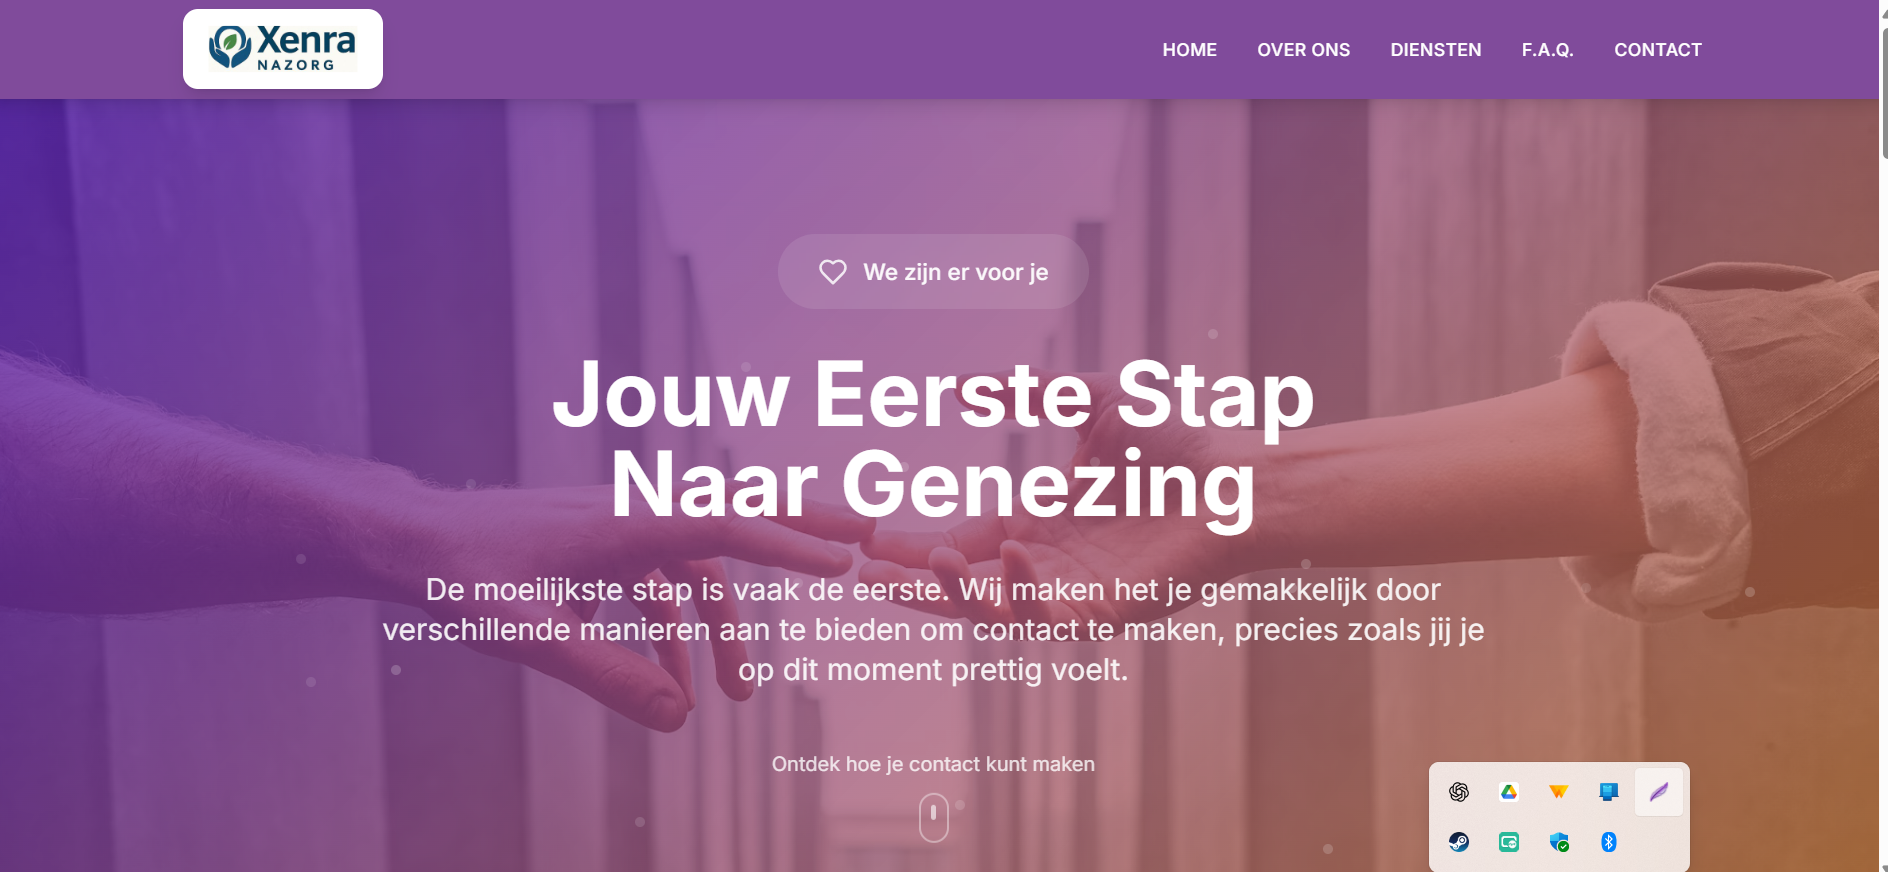 Xenra
NAZORG
HOME
OVER ONS
DIENSTEN
F.A.Q.
CONTACT
We zijn er voor je
Jouw Eerste Stap
Naar Genezing
De moeilijkste stap is vaak de eerste. Wij maken het je gemakkelijk door
verschillende manieren aan te bieden om contact te maken, precies zoals jij je
op dit moment prettig voelt.
Ontdek hoe je contact kunt maken